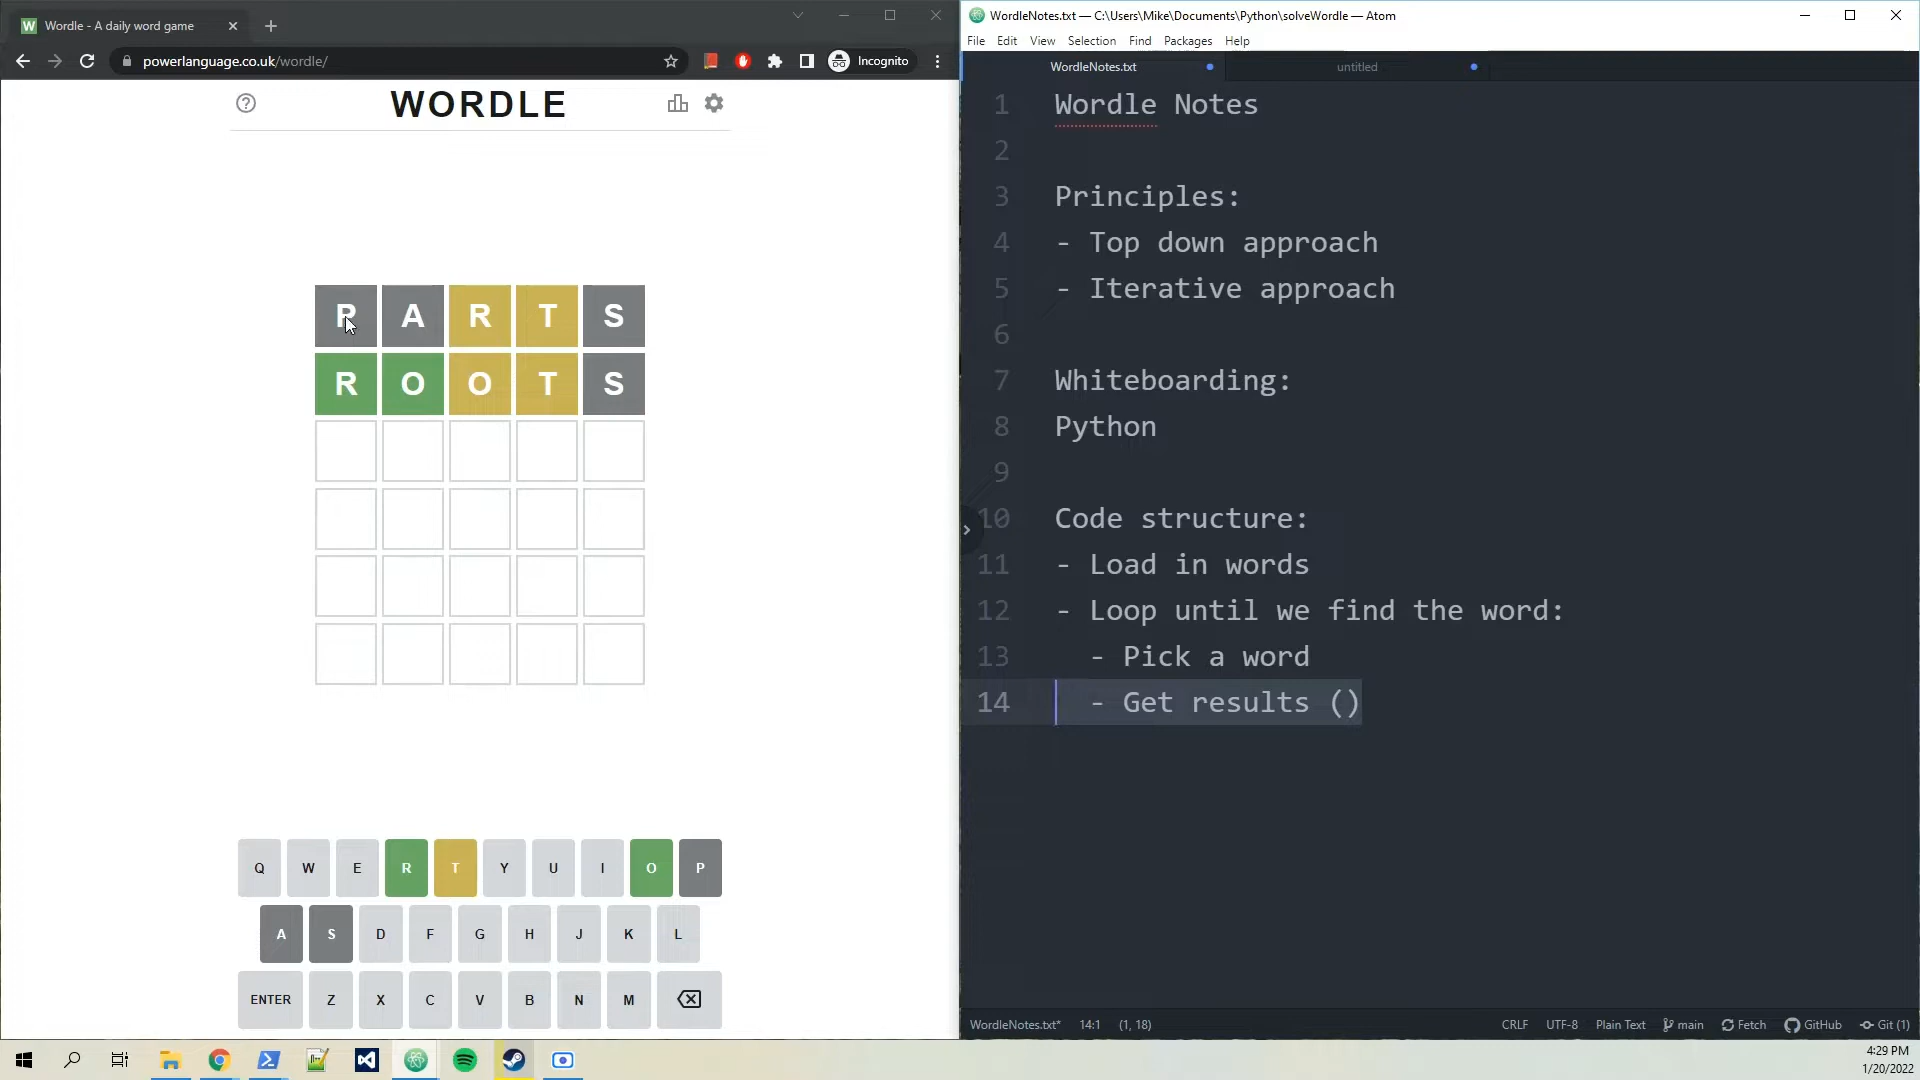 Wordle - A daily word game
powerlanguage.co.uk/wordle/
Incognito
WORDLE
P A R T S
R O O T S
Q W E R T Y U I O P
A S D F G H J K L
ENTER Z X C V B N M
WordleNotes.txt — C:\Users\Mike\Documents\Python\solveWordle — Atom
File Edit View Selection Find Packages Help
WordleNotes.txt untitled
1 Wordle Notes
2
3 Principles:
4 - Top down approach
5 - Iterative approach
6
7 Whiteboarding:
8 Python
9
10 Code structure:
11 - Load in words
12 - Loop until we find the word:
13 - Pick a word
14 - Get results ()
WordleNotes.txt* 14:1 (1, 18) CRLF UTF-8 Plain Text main Fetch GitHub Git (1)
4:29 PM
1/20/2022